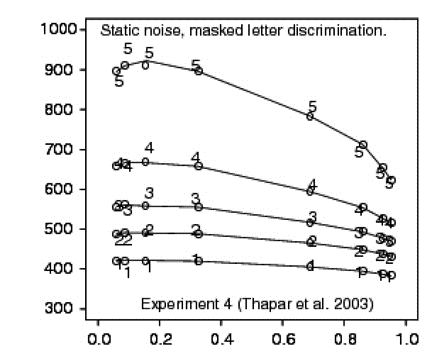 Static noise, masked letter discrimination.
1000
900
800
700
600
500
400
300
5 5 5 5 5 5 5 5
4 4 4 4 4 4 4 4
3 3 3 3 3 3 3 3
2 2 2 2 2 2 2 2
1 1 1 1 1 1 1 1
Experiment 4 (Thapar et al. 2003)
0.0 0.2 0.4 0.6 0.8 1.0